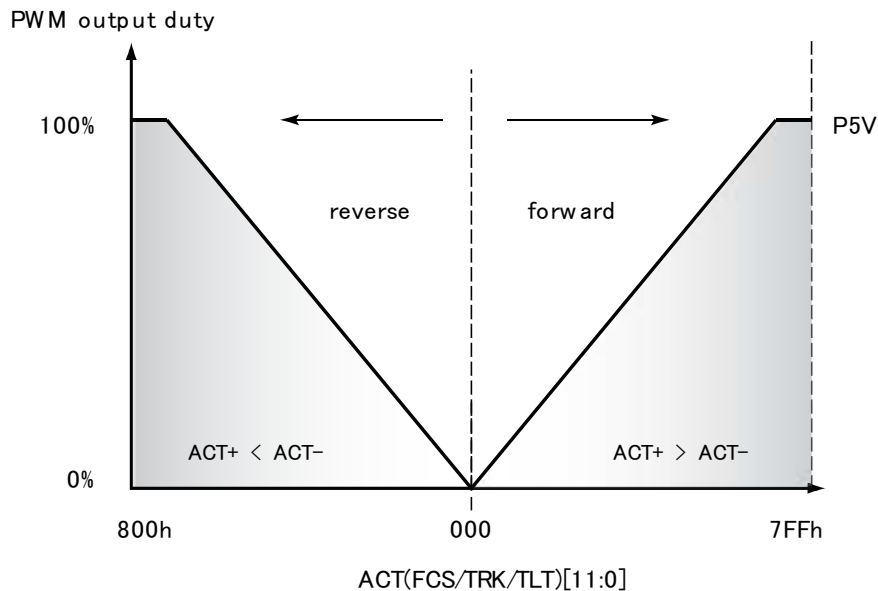 PWM output duty
100%
P5V
reverse
forward
ACT+ < ACT-
ACT+ > ACT-
0%
800h
000
7FFh
ACT(FCS/TRK/TLT)[11:0]